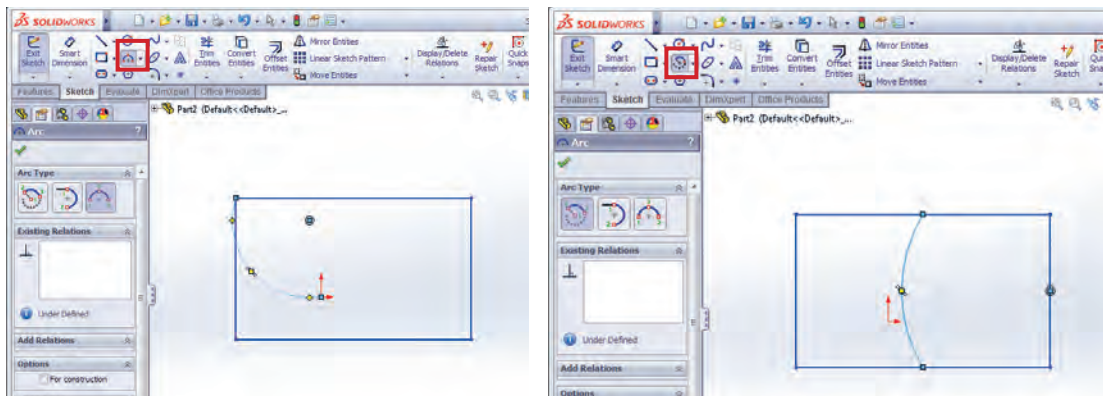 SOLIDWORKS
Exit Sketch
Smart Dimension
Trim Entities
Convert Entities
Offset Entities
Mirror Entities
Linear Sketch Pattern
Move Entities
Display/Delete Relations
Repair Sketch
Quick Snaps
Features Sketch Evaluate DimXpert Office Products
Part2 (Default<<Default>_...
Arc ?
Arc Type
Existing Relations
Under Defined
Add Relations
Options
For construction
SOLIDWORKS
Exit Sketch
Smart Dimension
Trim Entities
Convert Entities
Offset Entities
Mirror Entities
Linear Sketch Pattern
Move Entities
Display/Delete Relations
Repair Sketch
Features Sketch Evaluate DimXpert Office Products
Part2 (Default<<Default>_...
Arc ?
Arc Type
Existing Relations
Under Defined
Add Relations
Options